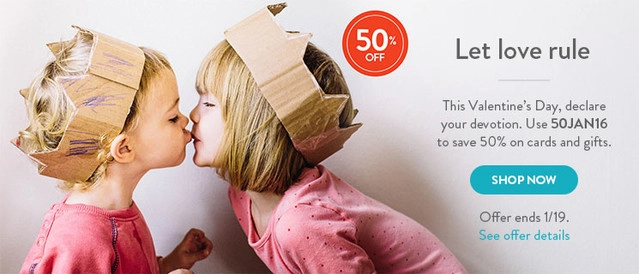 50%
OFF
Let love rule
This Valentine's Day, declare
your devotion. Use 50JAN16
to save 50% on cards and gifts.
SHOP NOW
Offer ends 1/19.
See offer details